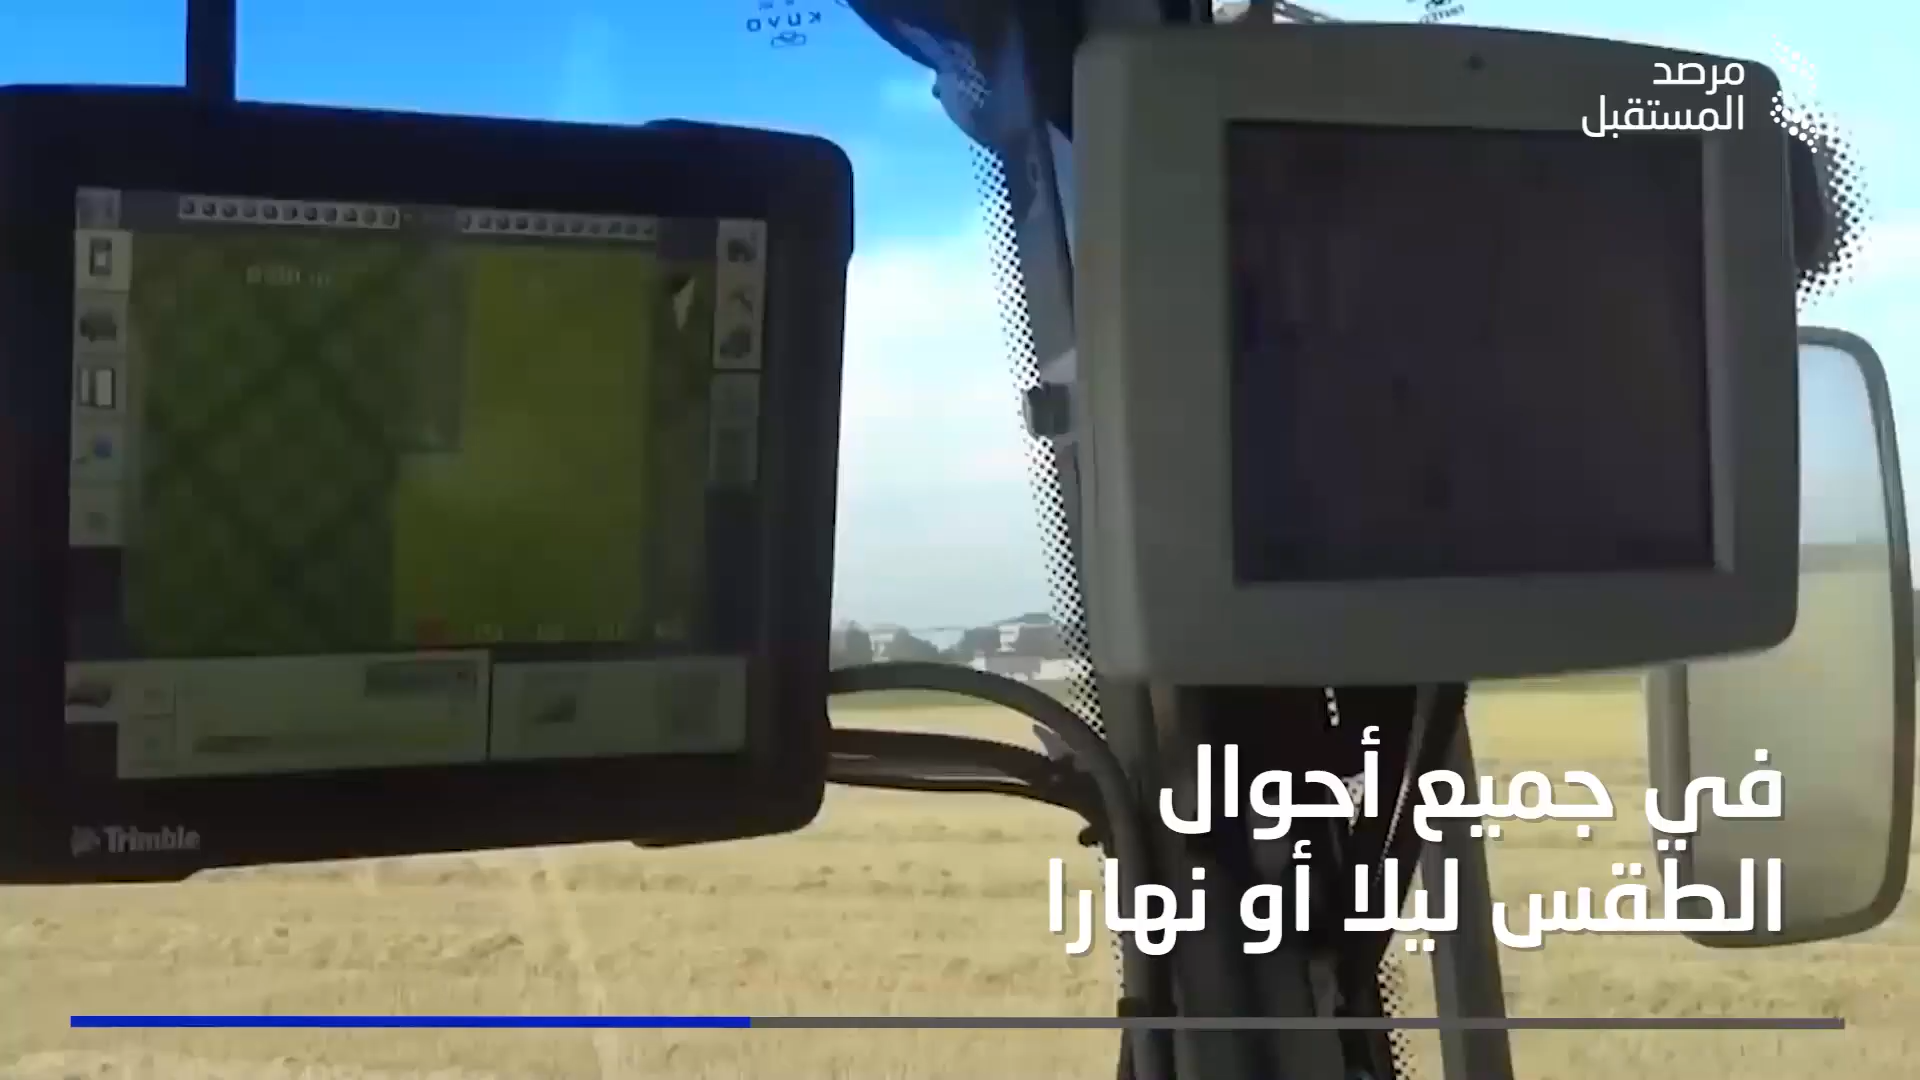 مرصد
المستقبل
Trimble
في جميع أحوال
الطقس ليلا أو نهارا